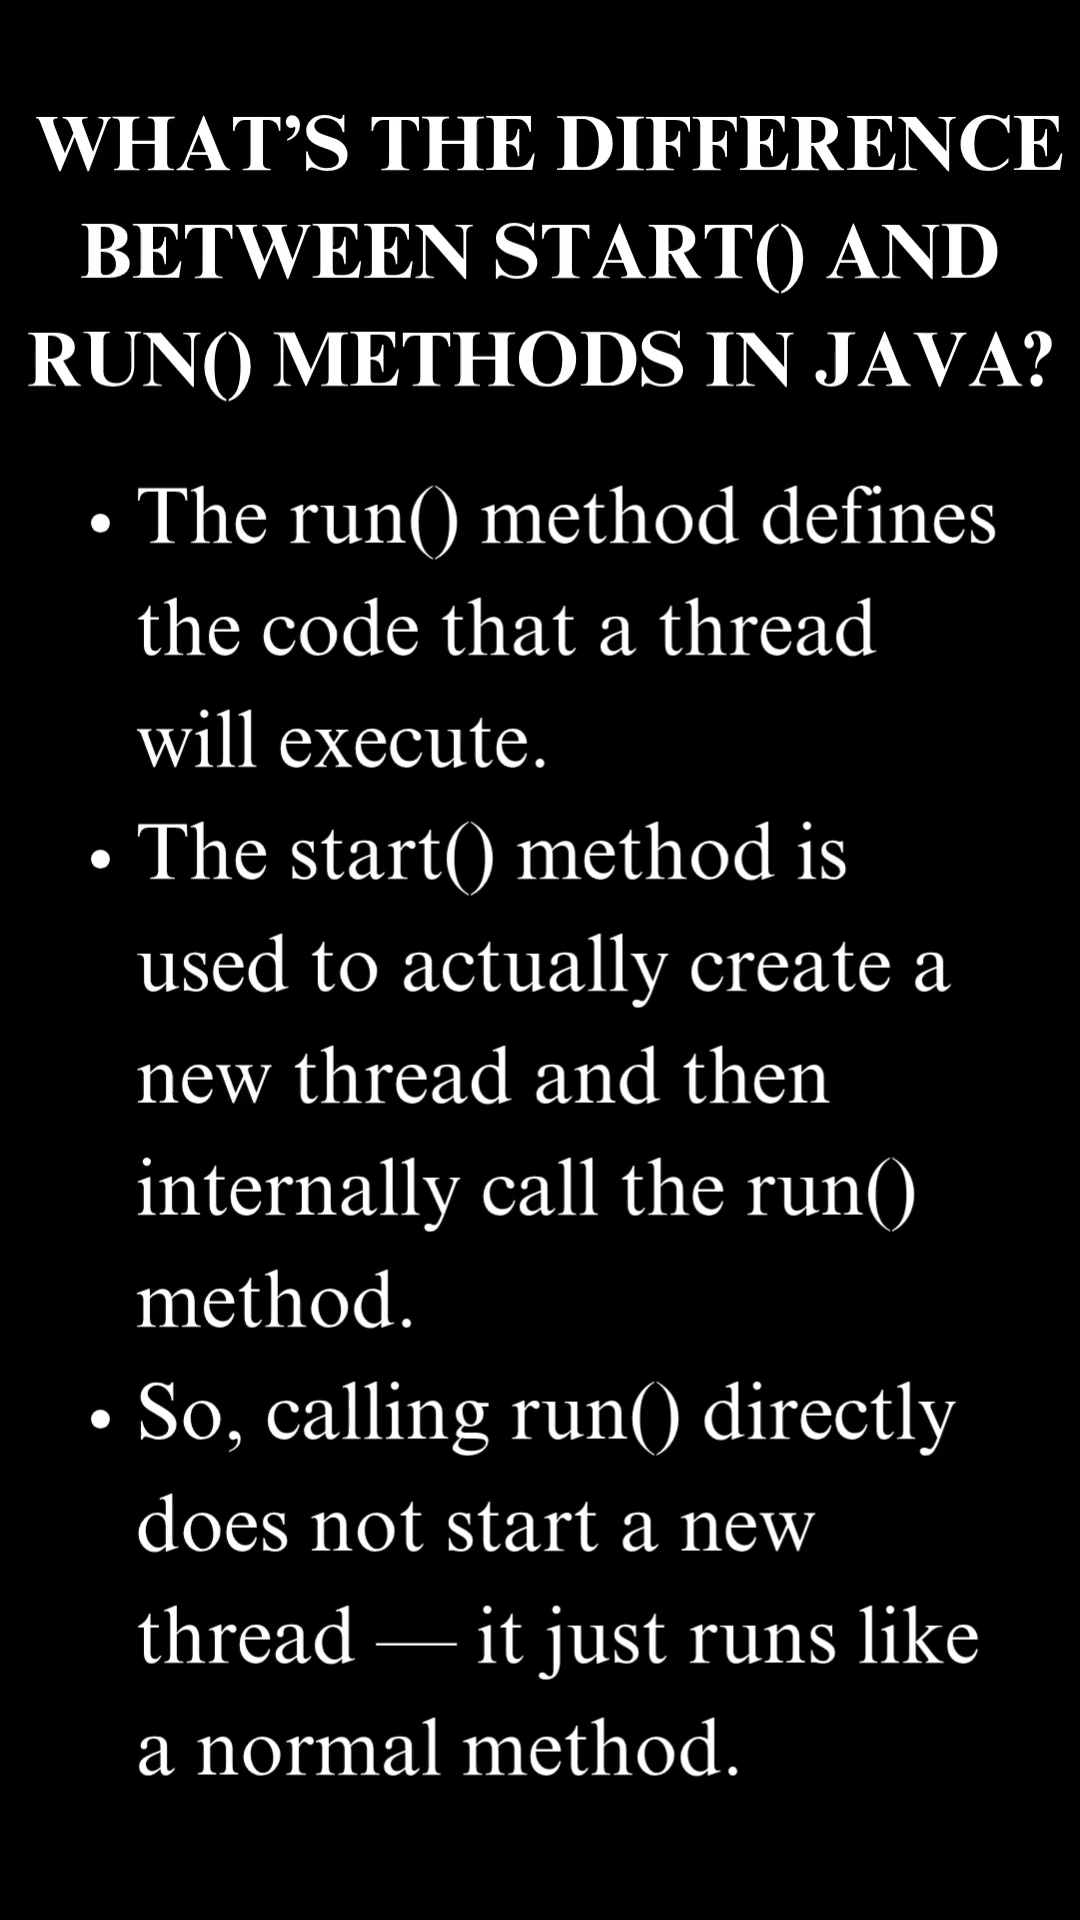 WHAT’S THE DIFFERENCE
BETWEEN START() AND
RUN() METHODS IN JAVA?
• The run() method defines
the code that a thread
will execute.
• The start() method is
used to actually create a
new thread and then
internally call the run()
method.
• So, calling run() directly
does not start a new
thread — it just runs like
a normal method.